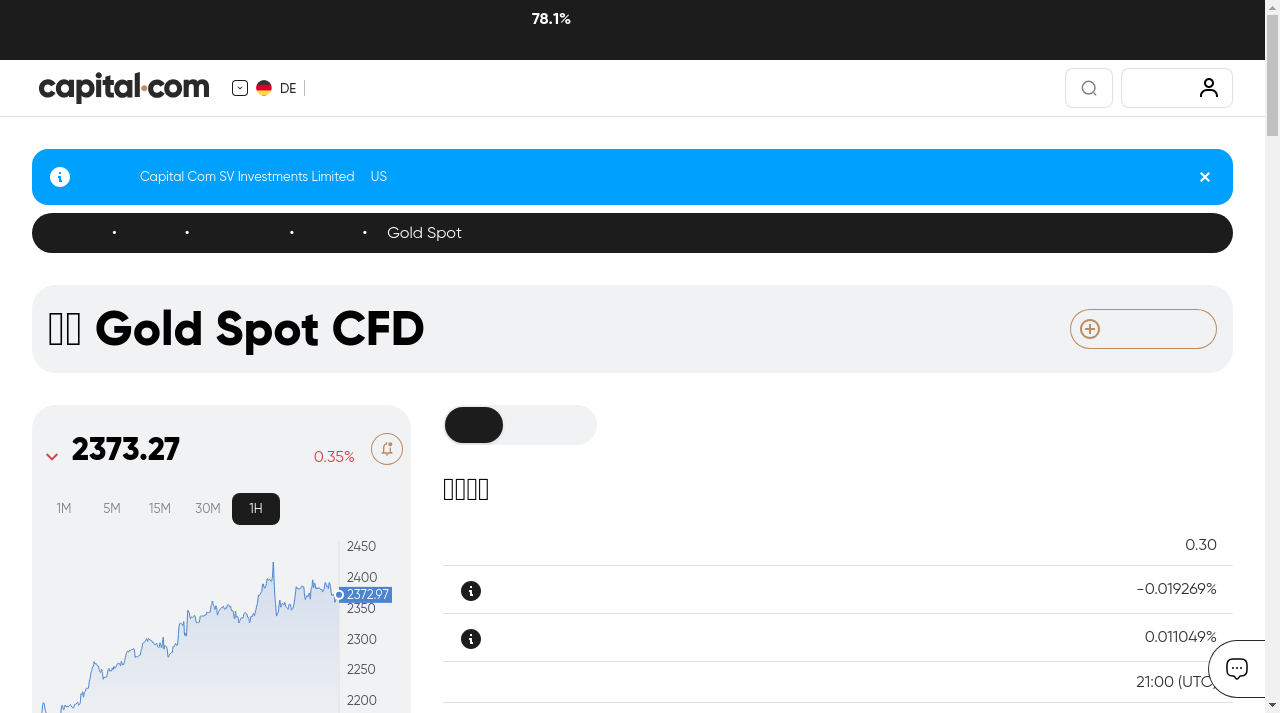 78.1%
capital.com
DE
Capital Com SV Investments Limited US
Gold Spot
Gold Spot CFD
2373.27
0.35%
1M 5M 15M 30M 1H
2450
2400
2372.97
2350
2300
2250
2200
0.30
-0.019269%
0.011049%
21:00 (UTC)